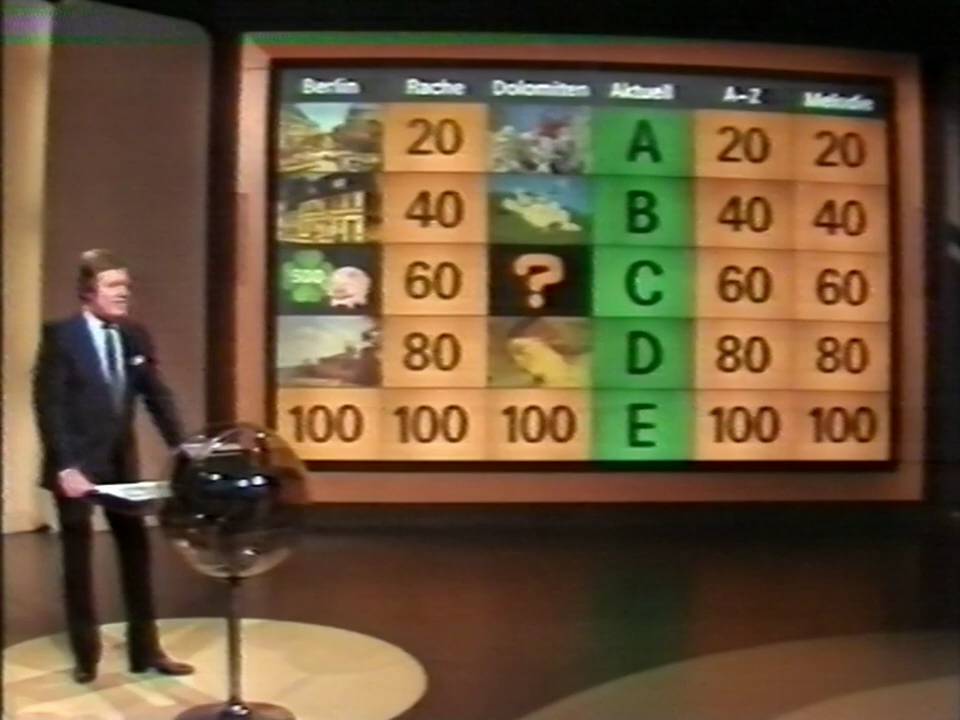 Berlin Rache Dolomiten Aktuell A-Z Melodie
20 A 20 20
40 B 40 40
500 60 ? C 60 60
80 D 80 80
100 100 100 E 100 100